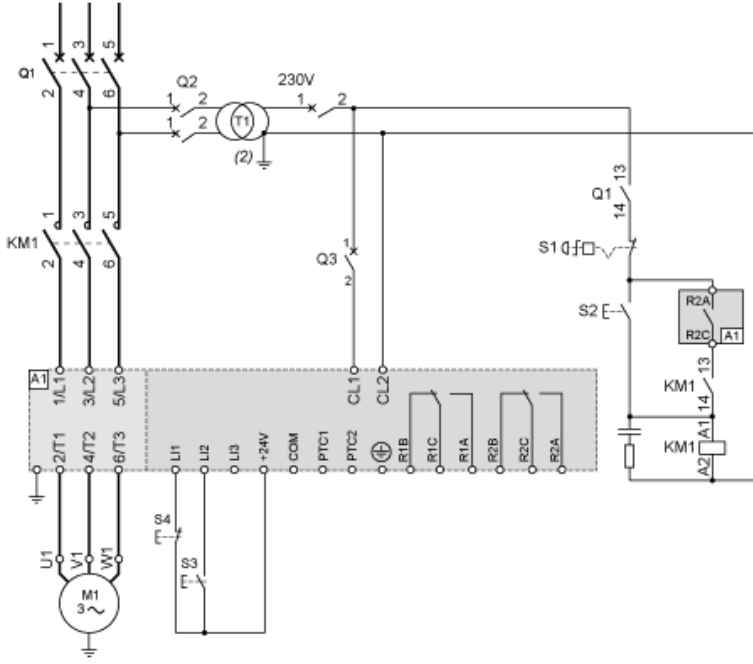 1 3 5
Q1
2 4 6
Q2
1 2
1 2
T1
(2)
230V
1 2
13
Q1
14
1 3 5
KM1
2 4 6
1
Q3
2
S1
S2
R2A
R2C
A1
13
KM1
14
A1
KM1
A2
A1
1/L1 3/L2 5/L3
CL1 CL2
2/T1 4/T2 6/T3
LI1 LI2 LI3 +24V COM PTC1 PTC2 R1B R1C R1A R2B R2C R2A
S4
S3
U1 V1 W1
M1
3 ~